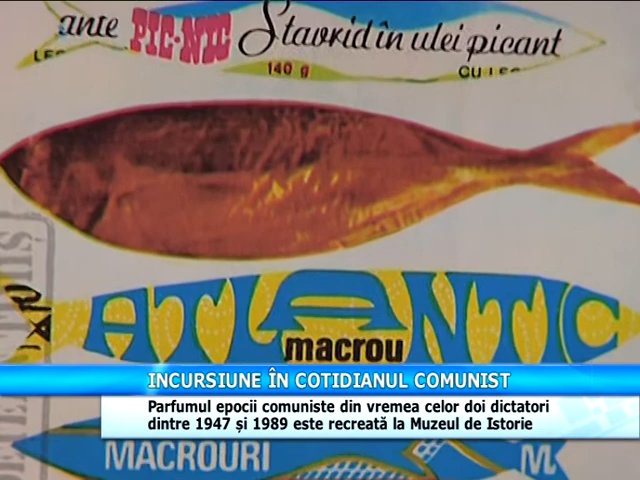 ante PIC-NIC Stavrid în ulei picant
140 g
ATLANTIC
macrou
INCURSIUNE ÎN COTIDIANUL COMUNIST
Parfumul epocii comuniste din vremea celor doi dictatori
dintre 1947 și 1989 este recreată la Muzeul de Istorie
MACROURI